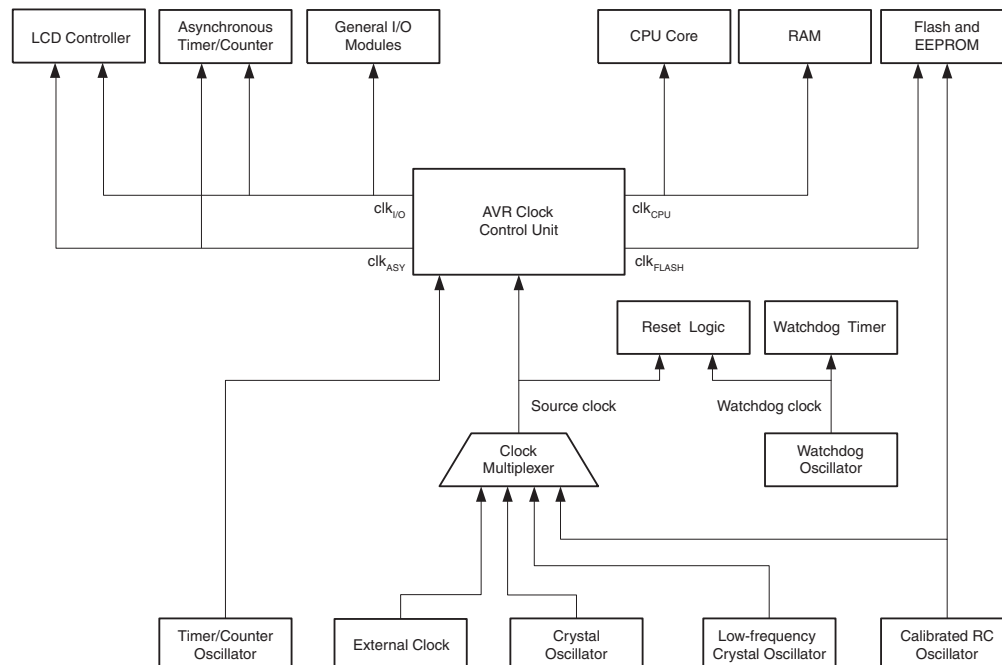 LCD Controller
Asynchronous
Timer/Counter
General I/O
Modules
CPU Core
RAM
Flash and
EEPROM
clkI/O
AVR Clock
Control Unit
clkCPU
clkASY
clkFLASH
Reset Logic
Watchdog Timer
Source clock
Watchdog clock
Clock
Multiplexer
Watchdog
Oscillator
Timer/Counter
Oscillator
External Clock
Crystal
Oscillator
Low-frequency
Crystal Oscillator
Calibrated RC
Oscillator